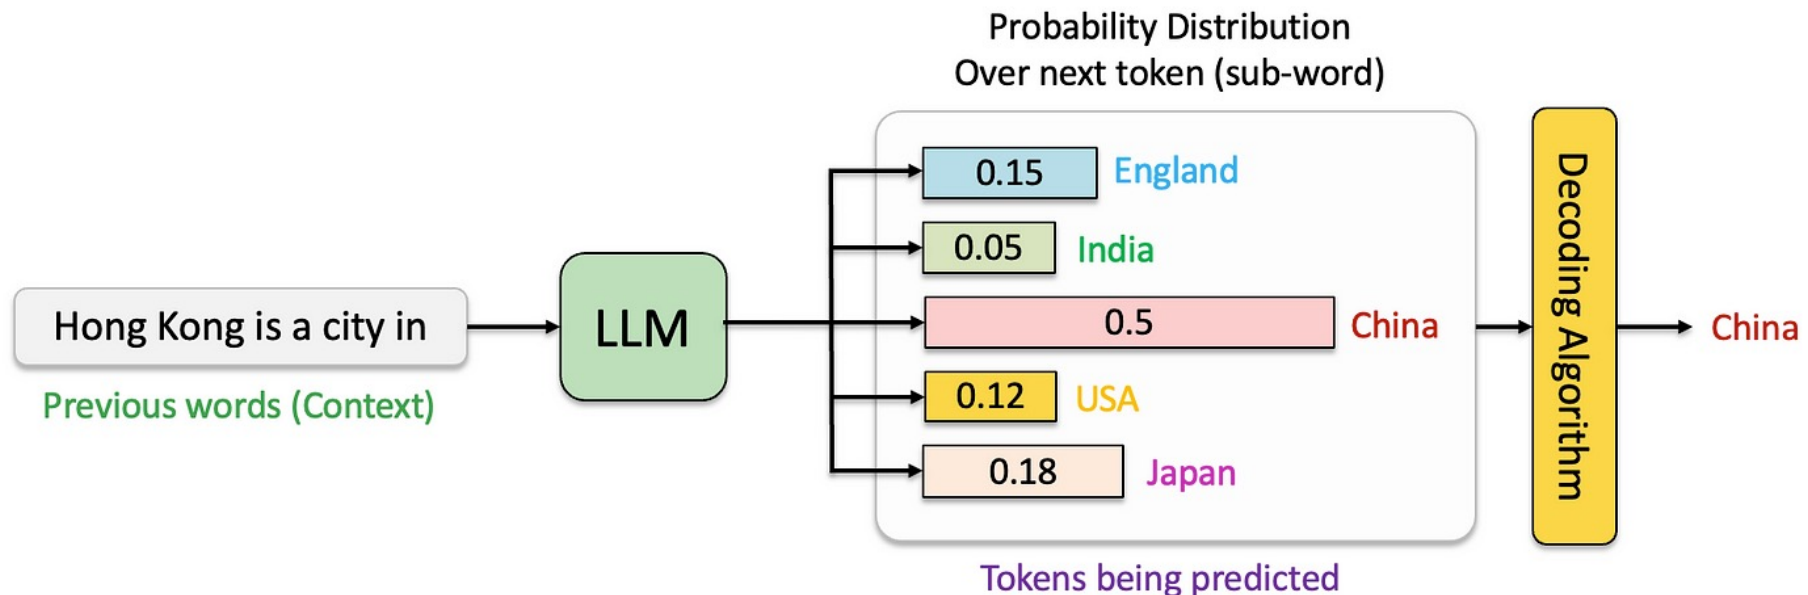 Probability Distribution
Over next token (sub-word)
Hong Kong is a city in
Previous words (Context)
LLM
0.15 England
0.05 India
0.5 China
0.12 USA
0.18 Japan
Tokens being predicted
Decoding Algorithm
China